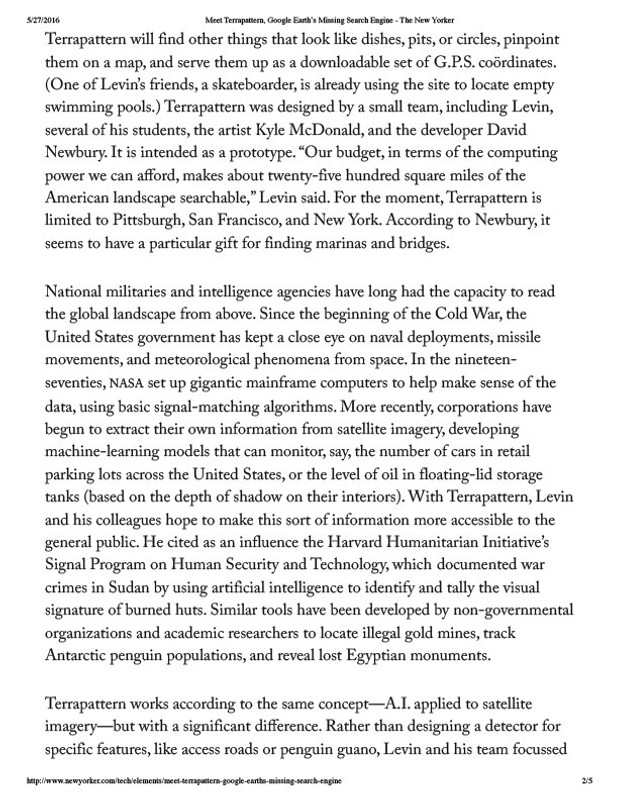 5/27/2016
Meet Terrapattern, Google Earth's Missing Search Engine - The New Yorker
Terrapattern will find other things that look like dishes, pits, or circles, pinpoint
them on a map, and serve them up as a downloadable set of G.P.S. coördinates.
(One of Levin's friends, a skateboarder, is already using the site to locate empty
swimming pools.) Terrapattern was designed by a small team, including Levin,
several of his students, the artist Kyle McDonald, and the developer David
Newbury. It is intended as a prototype. “Our budget, in terms of the computing
power we can afford, makes about twenty-five hundred square miles of the
American landscape searchable,” Levin said. For the moment, Terrapattern is
limited to Pittsburgh, San Francisco, and New York. According to Newbury, it
seems to have a particular gift for finding marinas and bridges.
National militaries and intelligence agencies have long had the capacity to read
the global landscape from above. Since the beginning of the Cold War, the
United States government has kept a close eye on naval deployments, missile
movements, and meteorological phenomena from space. In the nineteen-
seventies, NASA set up gigantic mainframe computers to help make sense of the
data, using basic signal-matching algorithms. More recently, corporations have
begun to extract their own information from satellite imagery, developing
machine-learning models that can monitor, say, the number of cars in retail
parking lots across the United States, or the level of oil in floating-lid storage
tanks (based on the depth of shadow on their interiors). With Terrapattern, Levin
and his colleagues hope to make this sort of information more accessible to the
general public. He cited as an influence the Harvard Humanitarian Initiative's
Signal Program on Human Security and Technology, which documented war
crimes in Sudan by using artificial intelligence to identify and tally the visual
signature of burned huts. Similar tools have been developed by non-governmental
organizations and academic researchers to locate illegal gold mines, track
Antarctic penguin populations, and reveal lost Egyptian monuments.
Terrapattern works according to the same concept—A.I. applied to satellite
imagery—but with a significant difference. Rather than designing a detector for
specific features, like access roads or penguin guano, Levin and his team focussed
http://www.newyorker.com/tech/elements/meet-terrapattern-google-earths-missing-search-engine
2/5